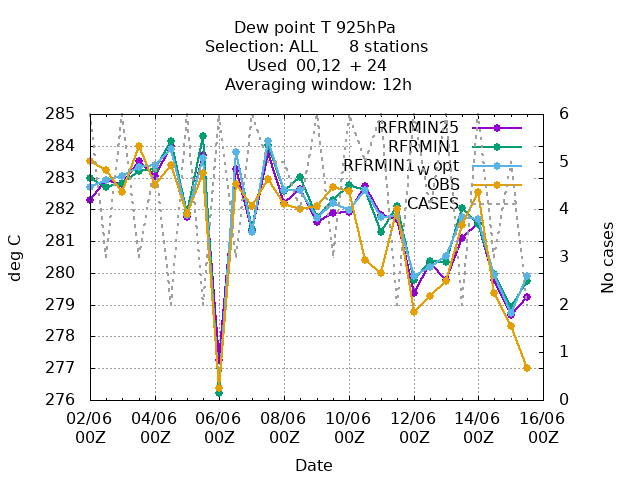 Dew point T 925hPa
Selection: ALL 8 stations
Used 00,12 + 24
Averaging window: 12h
285
284
283
282
281
280
279
278
277
276
deg C
6
5
4
3
2
1
0
No cases
RFRMIN25
RFRMIN1
RFRMIN1_W_opt
OBS
CASES
02/06 04/06 06/06 08/06 10/06 12/06 14/06 16/06
00Z 00Z 00Z 00Z 00Z 00Z 00Z 00Z
Date